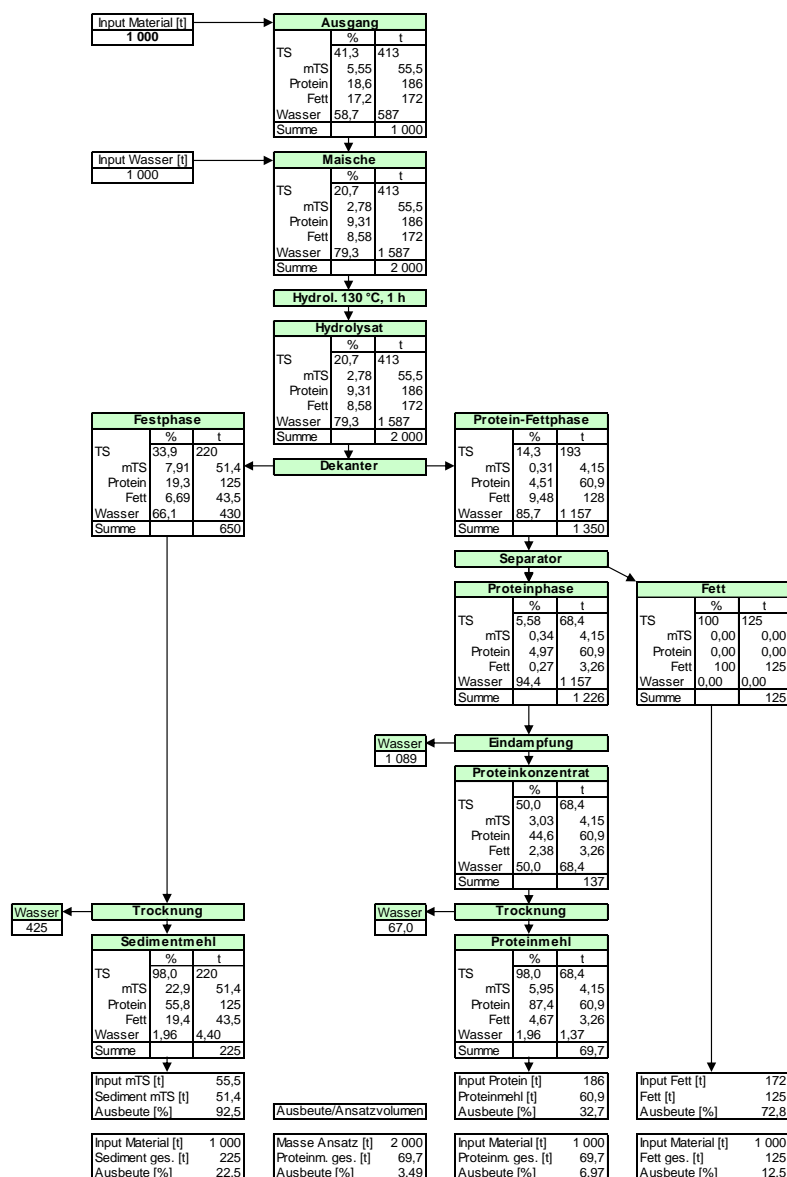 Input Material [t]
1 000
Ausgang
% t
TS 41,3 413
mTS 5,55 55,5
Protein 18,6 186
Fett 17,2 172
Wasser 58,7 587
Summe 1 000
Input Wasser [t]
1 000
Maische
% t
TS 20,7 413
mTS 2,78 55,5
Protein 9,31 186
Fett 8,58 172
Wasser 79,3 1 587
Summe 2 000
Hydrol. 130 °C, 1 h
Hydrolysat
% t
TS 20,7 413
mTS 2,78 55,5
Protein 9,31 186
Fett 8,58 172
Wasser 79,3 1 587
Summe 2 000
Dekanter
Festphase
% t
TS 33,9 220
mTS 7,91 51,4
Protein 19,3 125
Fett 6,69 43,5
Wasser 66,1 430
Summe 650
Protein-Fettphase
% t
TS 14,3 193
mTS 0,31 4,15
Protein 4,51 60,9
Fett 9,48 128
Wasser 85,7 1 157
Summe 1 350
Separator
Proteinphase
% t
TS 5,58 68,4
mTS 0,34 4,15
Protein 4,97 60,9
Fett 0,27 3,26
Wasser 94,4 1 157
Summe 1 226
Fett
% t
TS 100 125
mTS 0,00 0,00
Protein 0,00 0,00
Fett 100 125
Wasser 0,00 0,00
Summe 125
Wasser
1 089
Eindampfung
Proteinkonzentrat
% t
TS 50,0 68,4
mTS 3,03 4,15
Protein 44,6 60,9
Fett 2,38 3,26
Wasser 50,0 68,4
Summe 137
Wasser
425
Trocknung
Sedimentmehl
% t
TS 98,0 220
mTS 22,9 51,4
Protein 55,8 125
Fett 19,4 43,5
Wasser 1,96 4,40
Summe 225
Wasser
67,0
Trocknung
Proteinmehl
% t
TS 98,0 68,4
mTS 5,95 4,15
Protein 87,4 60,9
Fett 4,67 3,26
Wasser 1,96 1,37
Summe 69,7
Input mTS [t] 55,5
Sediment mTS [t] 51,4
Ausbeute [%] 92,5
Ausbeute/Ansatzvolumen
Input Protein [t] 186
Proteinmehl [t] 60,9
Ausbeute [%] 32,7
Input Fett [t] 172
Fett [t] 125
Ausbeute [%] 72,8
Input Material [t] 1 000
Sediment ges. [t] 225
Ausbeute [%] 22,5
Masse Ansatz [t] 2 000
Proteinm. ges. [t] 69,7
Ausbeute [%] 3,49
Input Material [t] 1 000
Proteinm. ges. [t] 69,7
Ausbeute [%] 6,97
Input Material [t] 1 000
Fett ges. [t] 125
Ausbeute [%] 12,5